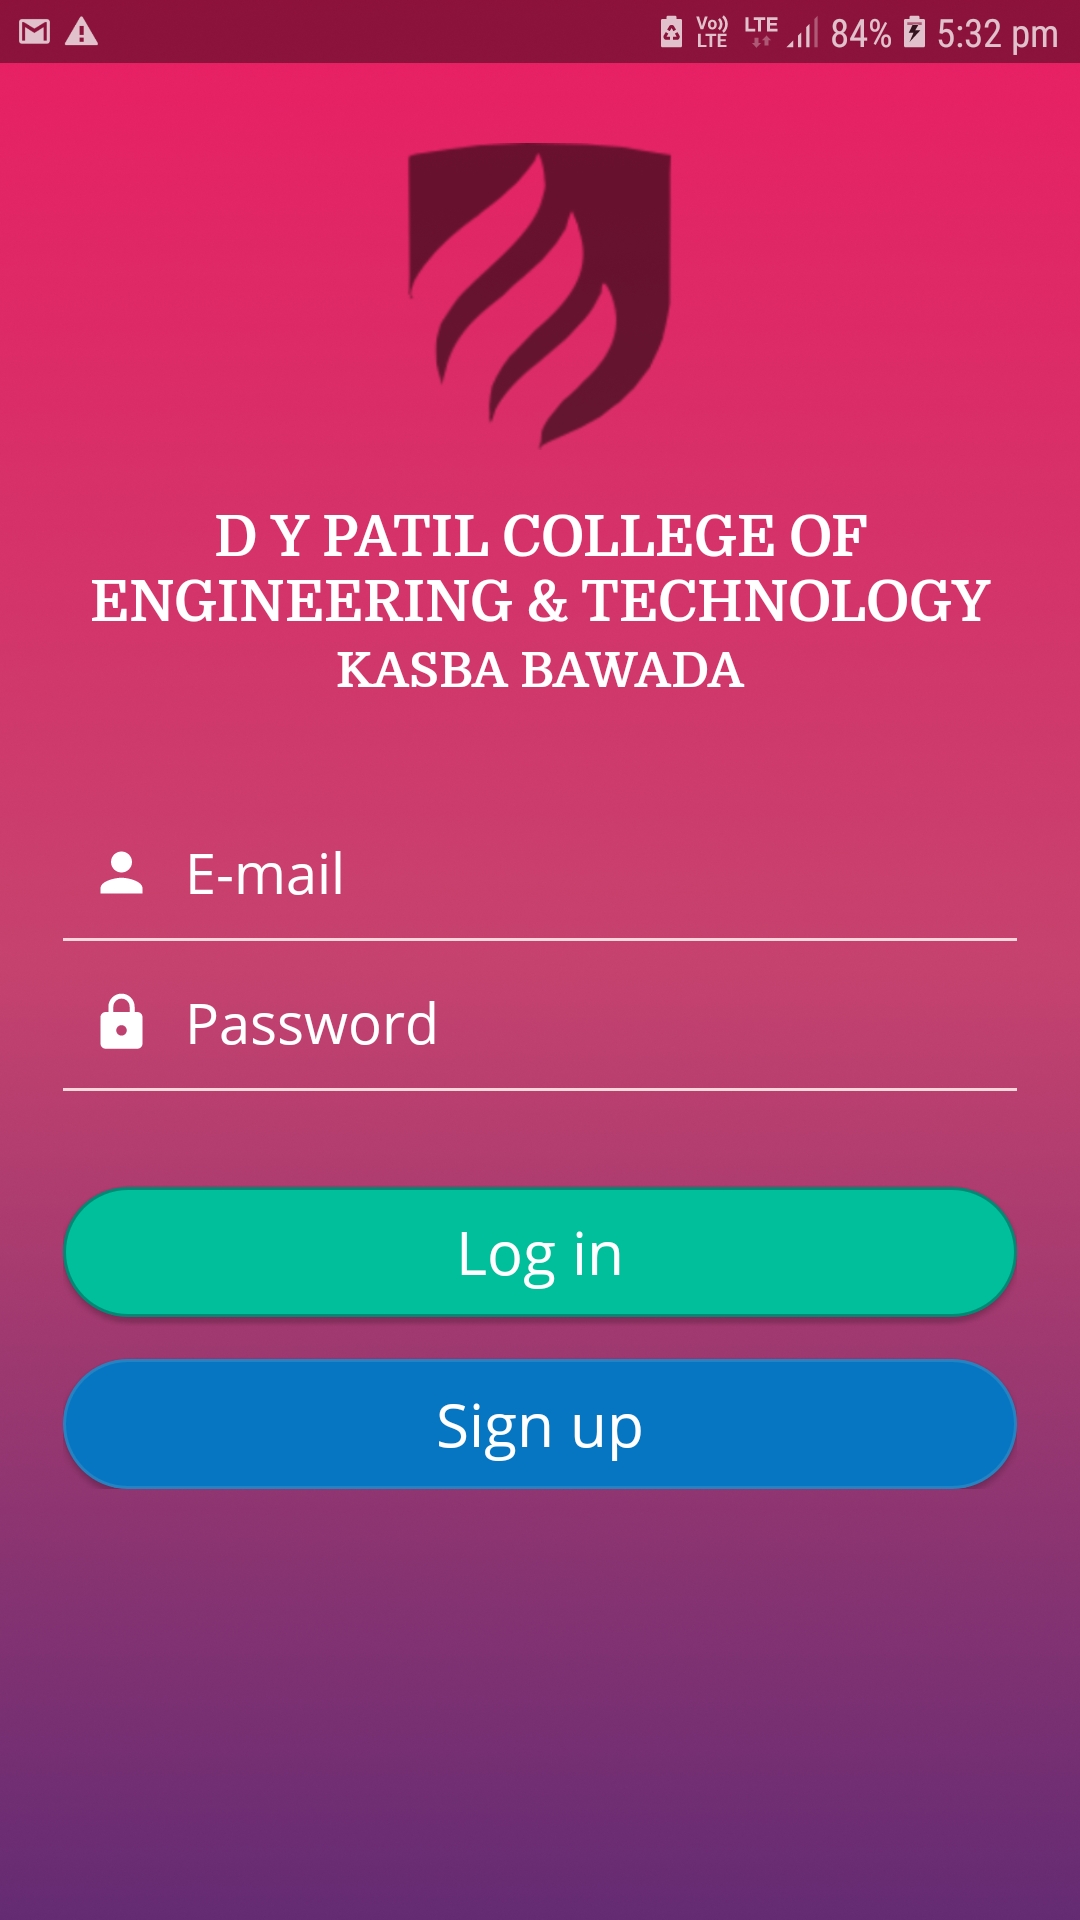 Vo)) LTE LTE 84% 5:32 pm
D Y PATIL COLLEGE OF
ENGINEERING & TECHNOLOGY
KASBA BAWADA
E-mail
Password
Log in
Sign up